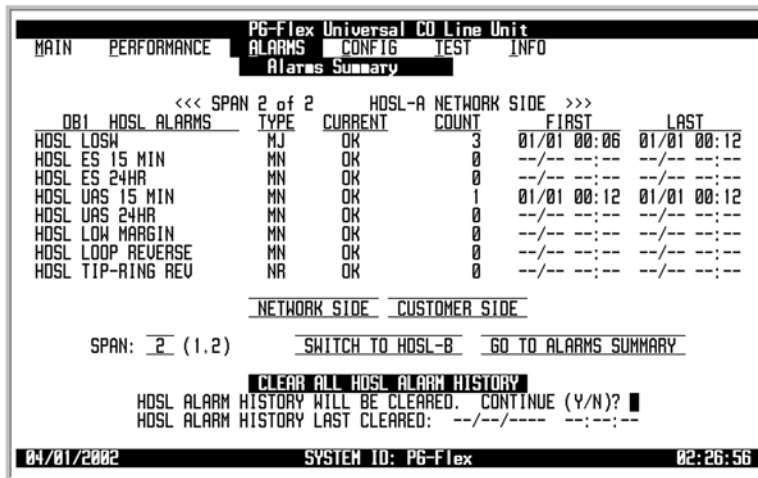 PG-Flex Universal CO Line Unit
MAIN PERFORMANCE ALARMS CONFIG TEST INFO
Alarms Summary
<<< SPAN 2 of 2 HDSL-A NETWORK SIDE >>>
DB1 HDSL ALARMS TYPE CURRENT COUNT FIRST LAST
HDSL LOSW MJ OK 3 01/01 00:06 01/01 00:12
HDSL ES 15 MIN MN OK 0 --/-- --:-- --/-- --:--
HDSL ES 24HR MN OK 0 --/-- --:-- --/-- --:--
HDSL UAS 15 MIN MN OK 1 01/01 00:12 01/01 00:12
HDSL UAS 24HR MN OK 0 --/-- --:-- --/-- --:--
HDSL LOW MARGIN MN OK 0 --/-- --:-- --/-- --:--
HDSL LOOP REVERSE MN OK 0 --/-- --:-- --/-- --:--
HDSL TIP-RING REV NR OK 0 --/-- --:-- --/-- --:--
NETWORK SIDE CUSTOMER SIDE
SPAN: 2 (1,2) SWITCH TO HDSL-B GO TO ALARMS SUMMARY
CLEAR ALL HDSL ALARM HISTORY
HDSL ALARM HISTORY WILL BE CLEARED. CONTINUE (Y/N)?
HDSL ALARM HISTORY LAST CLEARED: --/--/---- --:--:--
04/01/2002 SYSTEM ID: PG-Flex 02:26:56